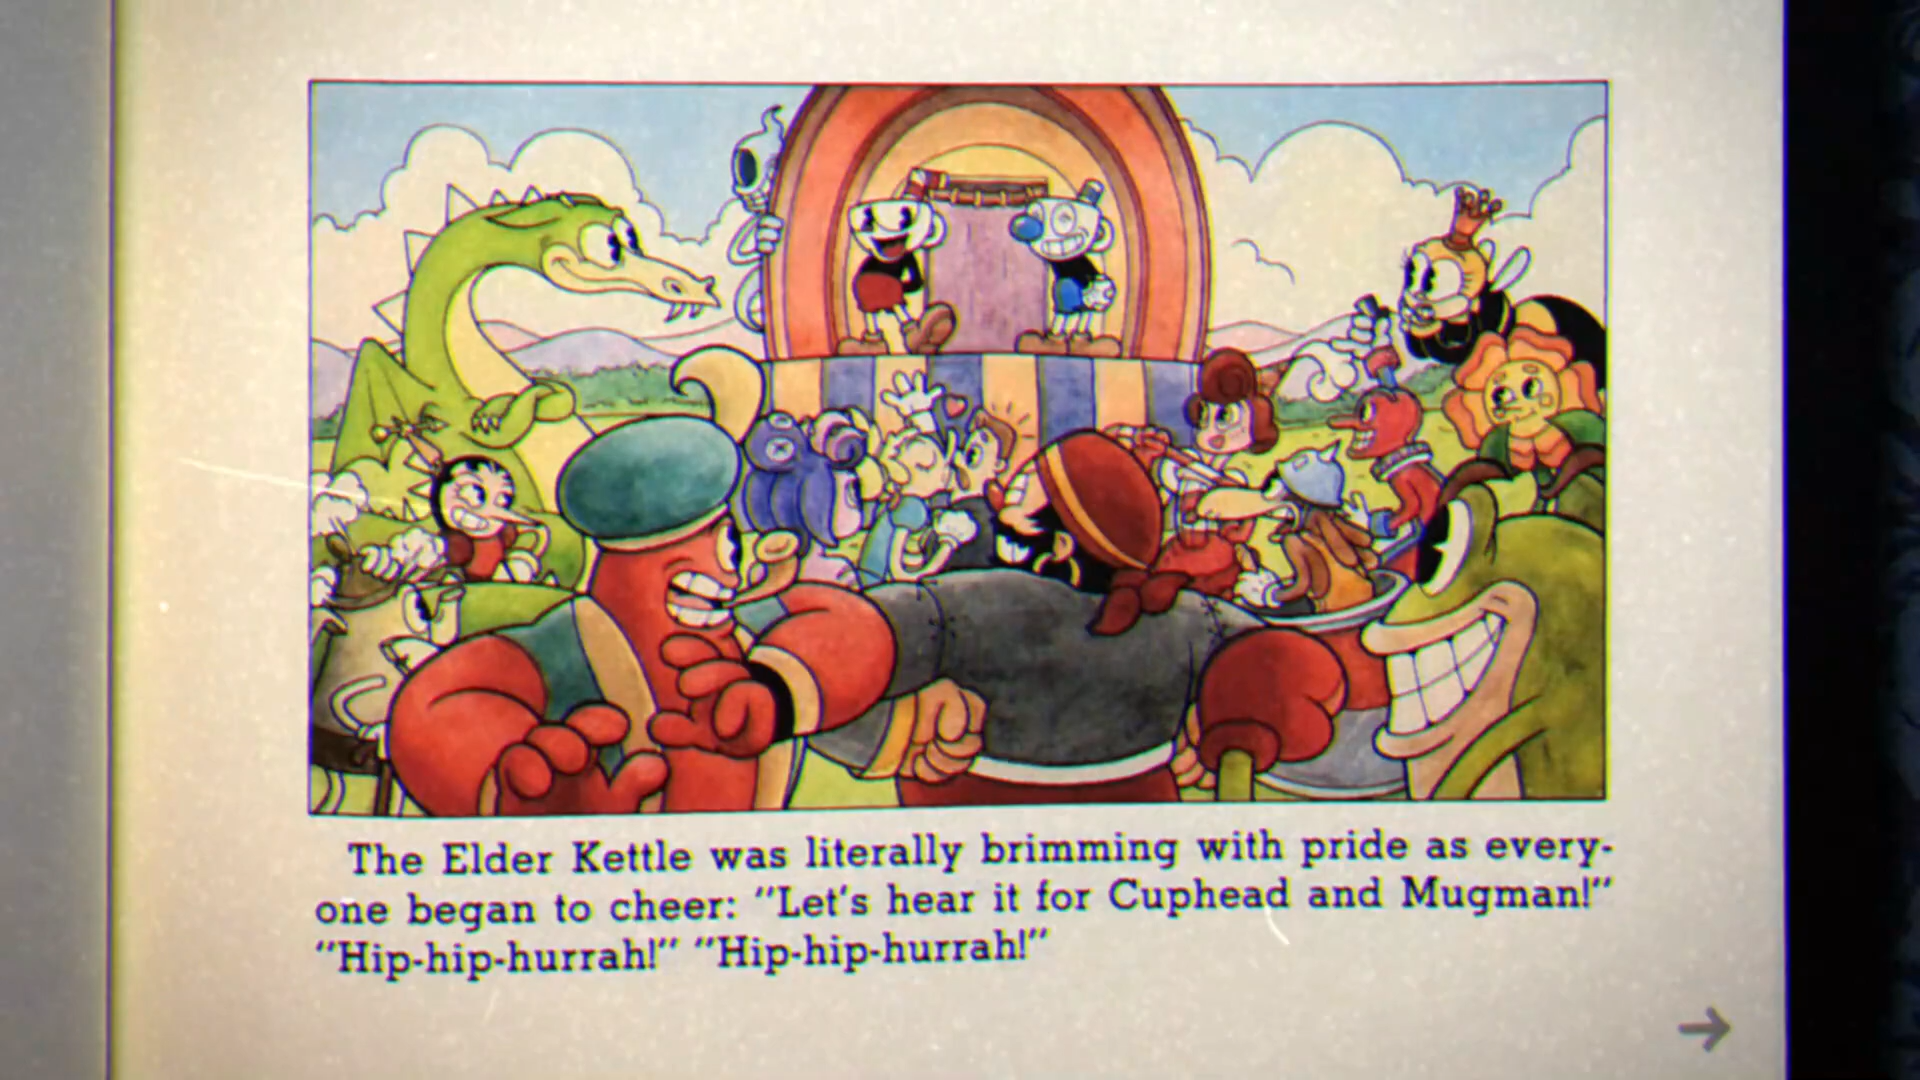 The Elder Kettle was literally brimming with pride as every-
one began to cheer: "Let's hear it for Cuphead and Mugman!"
"Hip-hip-hurrah!" "Hip-hip-hurrah!"